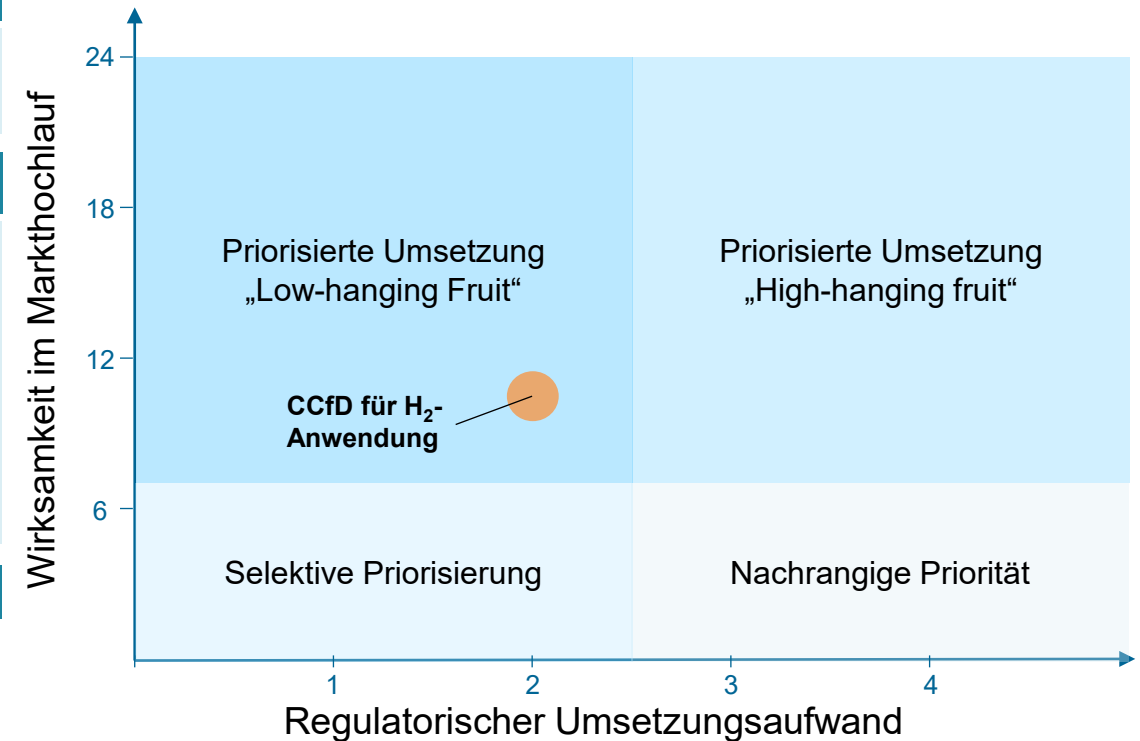 Wirksamkeit im Markthochlauf
24
18
12
6
Priorisierte Umsetzung
„Low-hanging Fruit“
Priorisierte Umsetzung
„High-hanging fruit“
CCfD für H₂-
Anwendung
Selektive Priorisierung
Nachrangige Priorität
1
2
3
4
Regulatorischer Umsetzungsaufwand